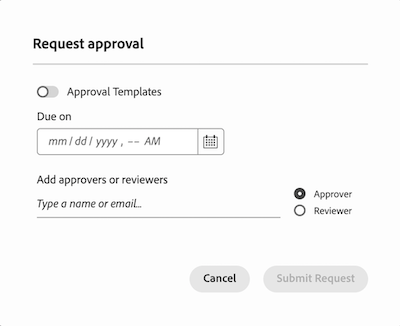 Request approval
Approval Templates
Due on
mm / dd / yyyy , -- AM
Add approvers or reviewers
Type a name or email...
Approver
Reviewer
Cancel
Submit Request